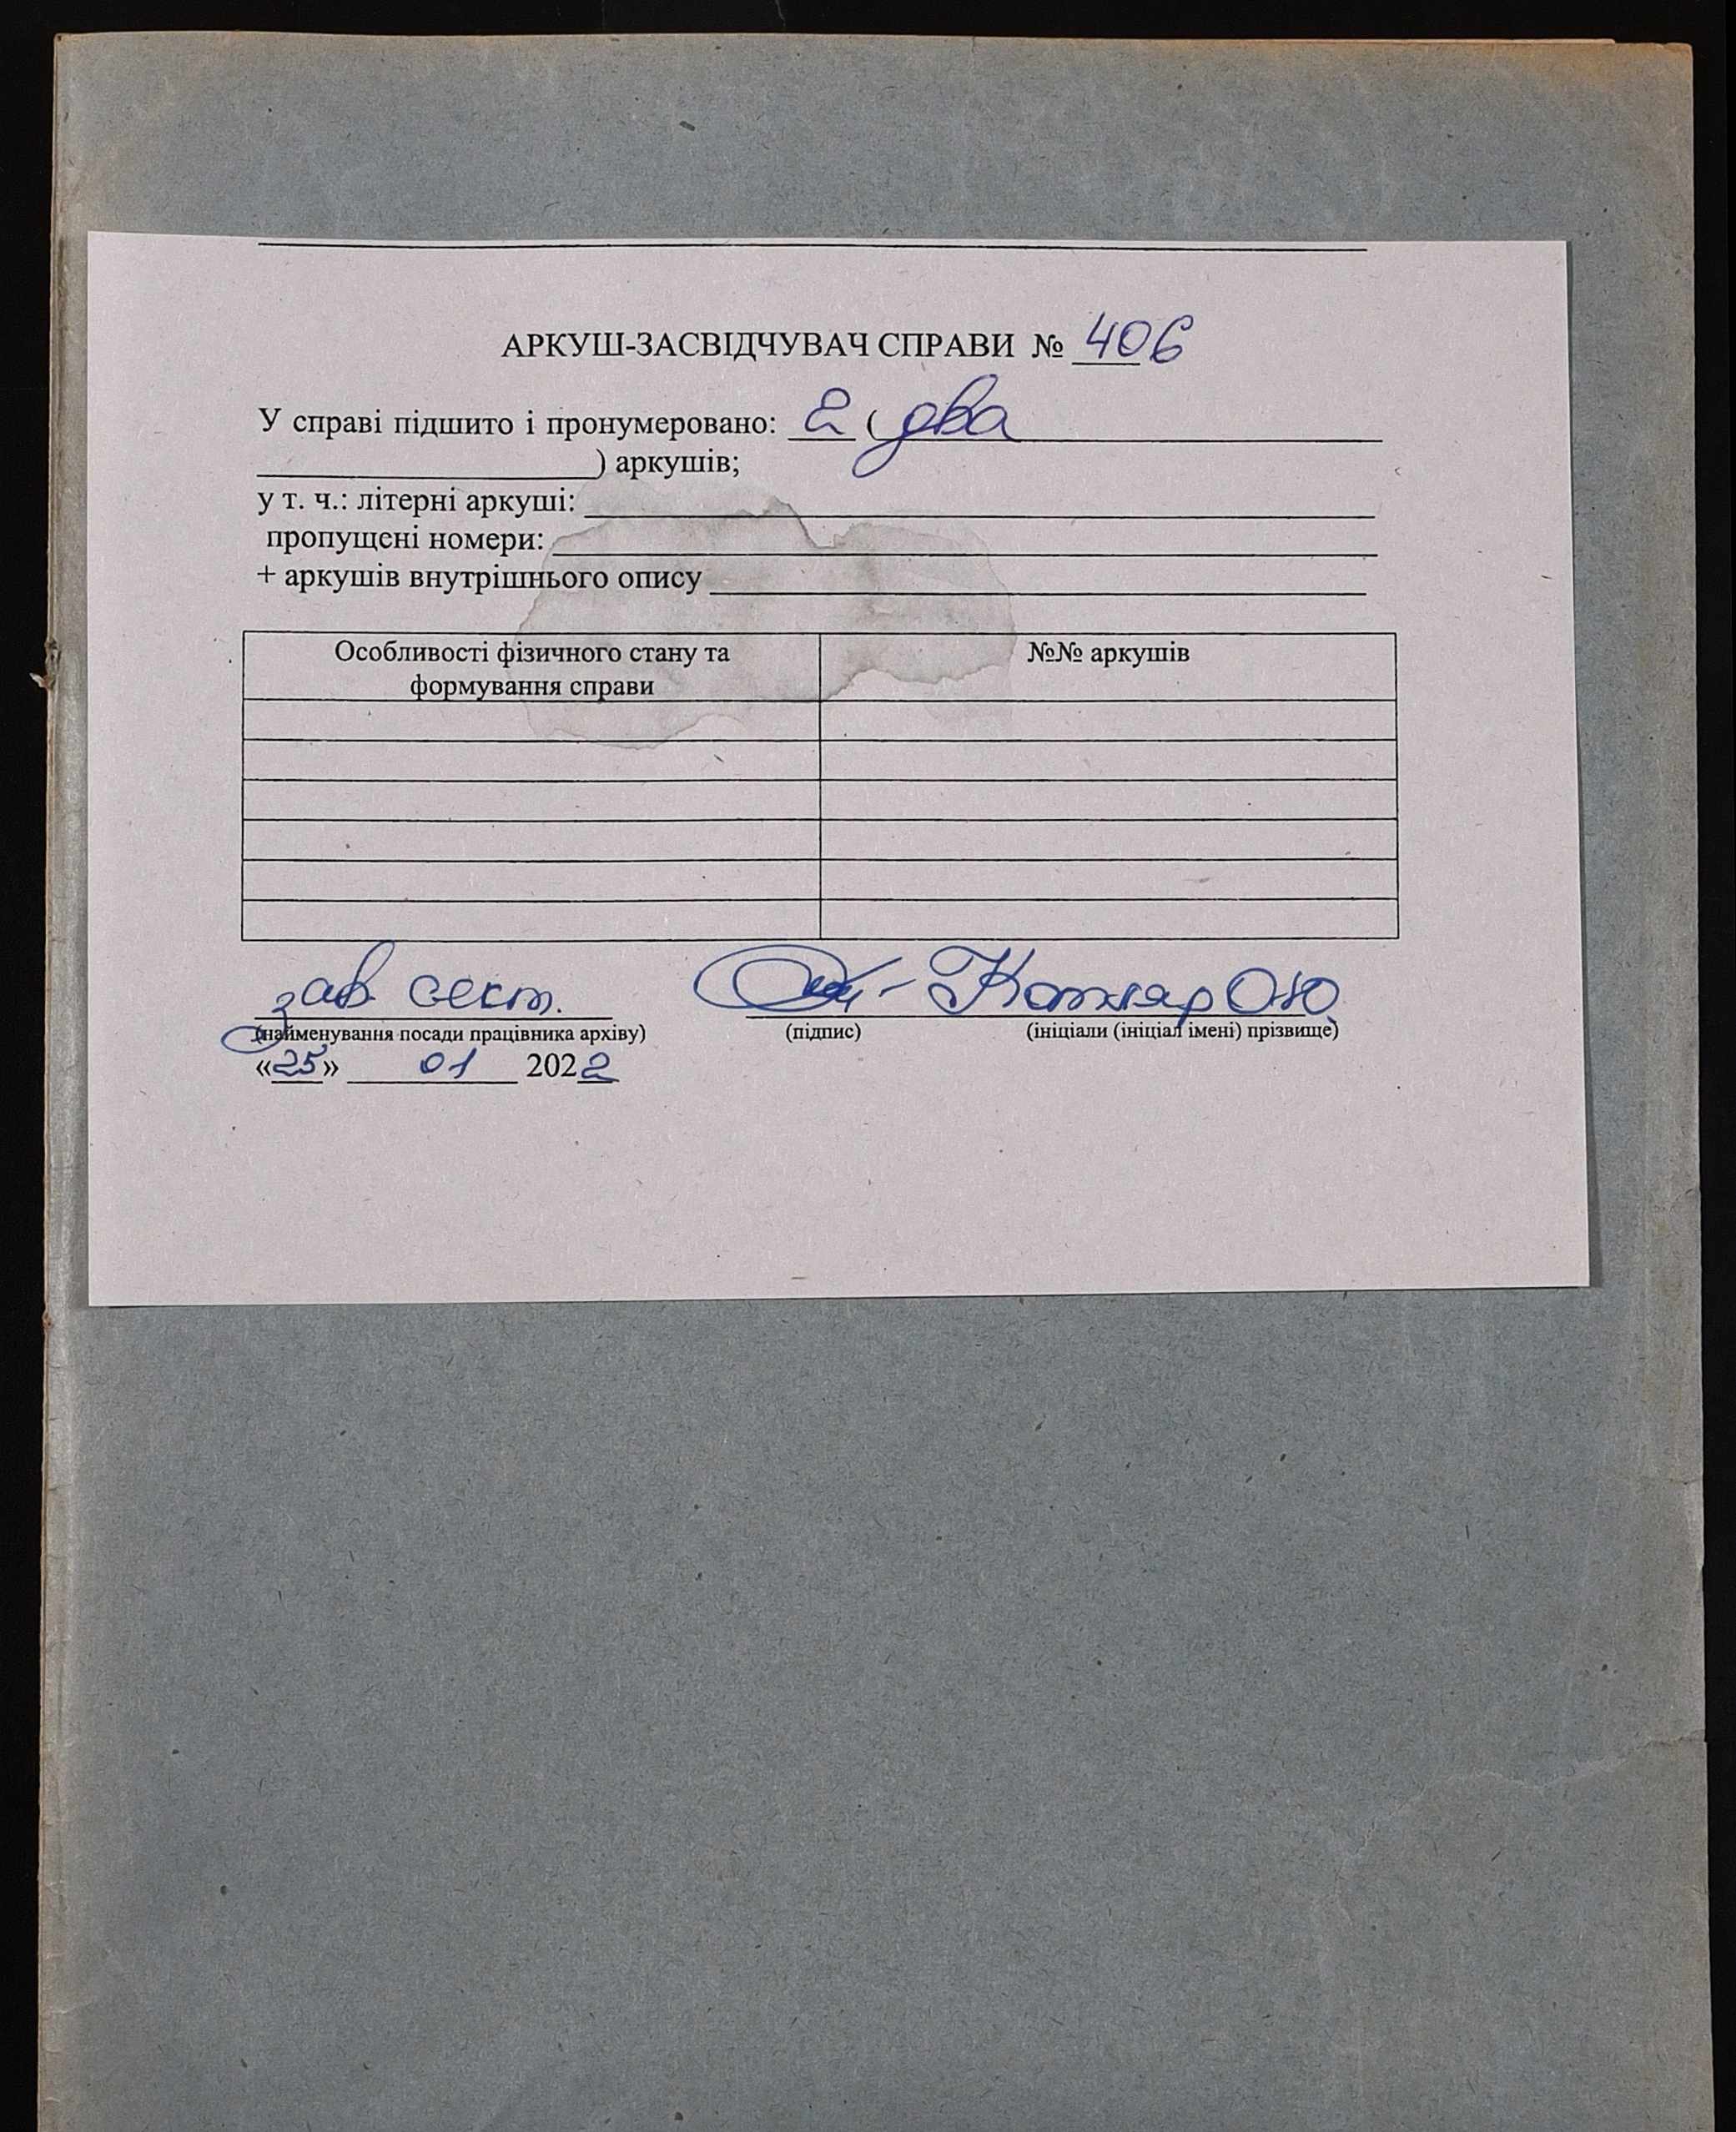 АРКУШ-ЗАСВІДЧУВАЧ СПРАВИ № 406
У справі підшито і пронумеровано: 2 ( два
) аркушів;
у т. ч.: літерні аркуші:
пропущені номери:
+ аркушів внутрішнього опису
Особливості фізичного стану та формування справи
№№ аркушів
зав. сект. Котляр О.Ю.
(найменування посади працівника архіву) (підпис) (ініціали (ініціал імені) прізвище)
«25» 01 2022